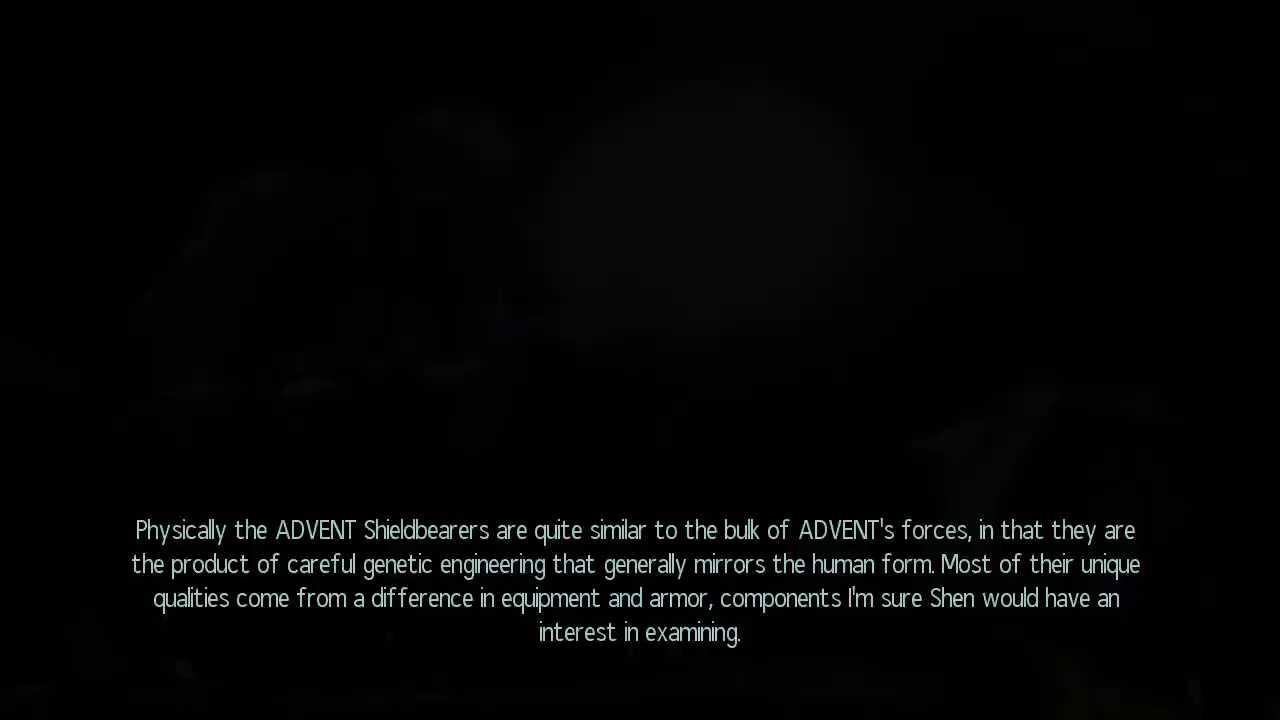 Physically the ADVENT Shieldbearers are quite similar to the bulk of ADVENT's forces, in that they are
the product of careful genetic engineering that generally mirrors the human form. Most of their unique
qualities come from a difference in equipment and armor, components I'm sure Shen would have an
interest in examining.